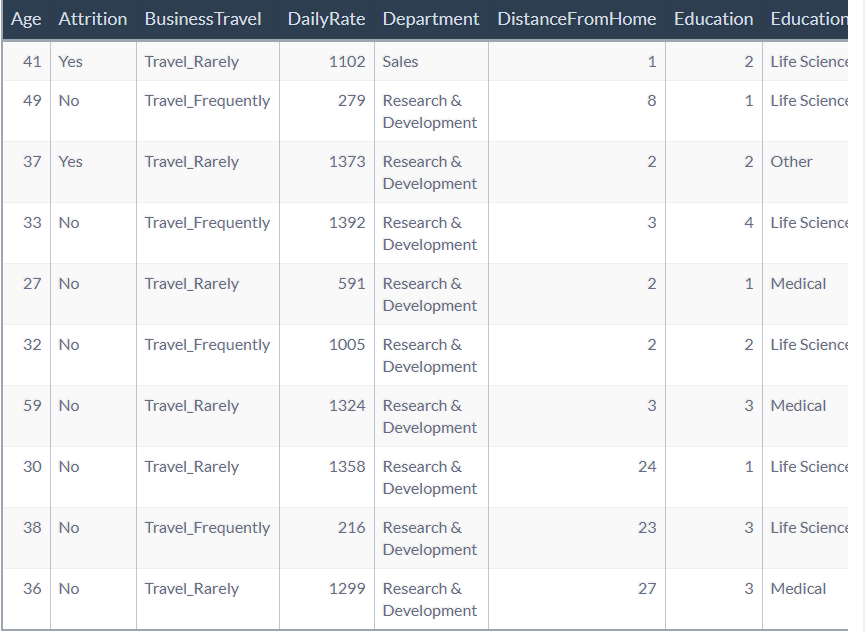 Age Attrition BusinessTravel DailyRate Department DistanceFromHome Education Education
41 Yes Travel_Rarely 1102 Sales 1 2 Life Science
49 No Travel_Frequently 279 Research & 8 1 Life Science
Development
37 Yes Travel_Rarely 1373 Research & 2 2 Other
Development
33 No Travel_Frequently 1392 Research & 3 4 Life Science
Development
27 No Travel_Rarely 591 Research & 2 1 Medical
Development
32 No Travel_Frequently 1005 Research & 2 2 Life Science
Development
59 No Travel_Rarely 1324 Research & 3 3 Medical
Development
30 No Travel_Rarely 1358 Research & 24 1 Life Science
Development
38 No Travel_Frequently 216 Research & 23 3 Life Science
Development
36 No Travel_Rarely 1299 Research & 27 3 Medical
Development